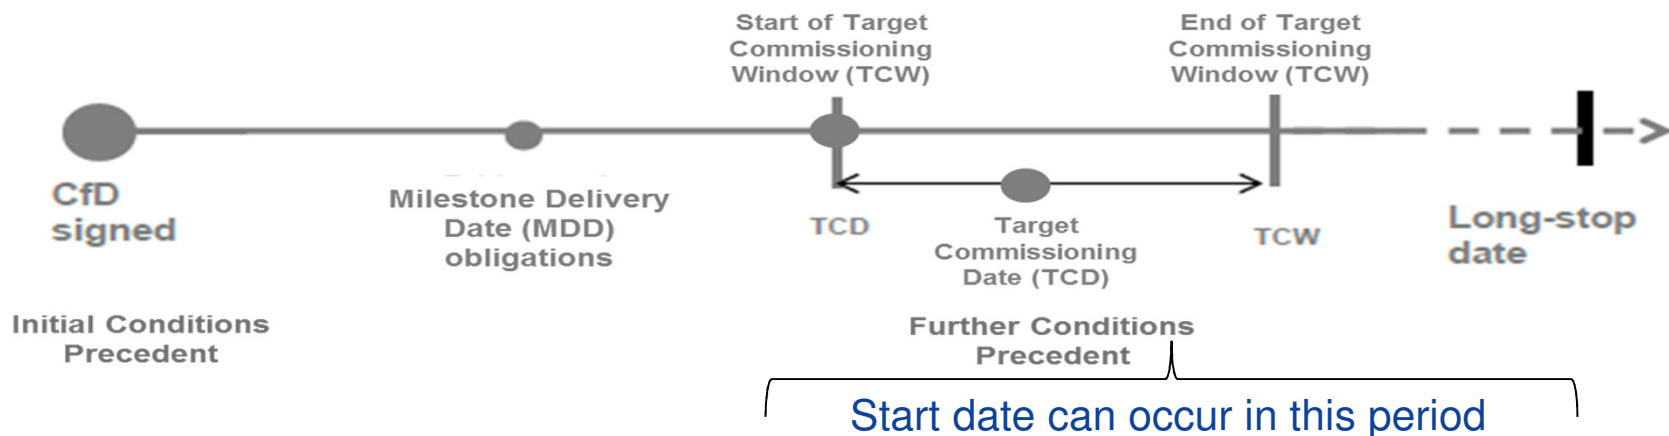 Start of Target
Commissioning
Window (TCW)
End of Target
Commissioning
Window (TCW)
CfD
signed
Milestone Delivery
Date (MDD)
obligations
TCD
Target
Commissioning
Date (TCD)
TCW
Long-stop
date
Initial Conditions
Precedent
Further Conditions
Precedent
Start date can occur in this period